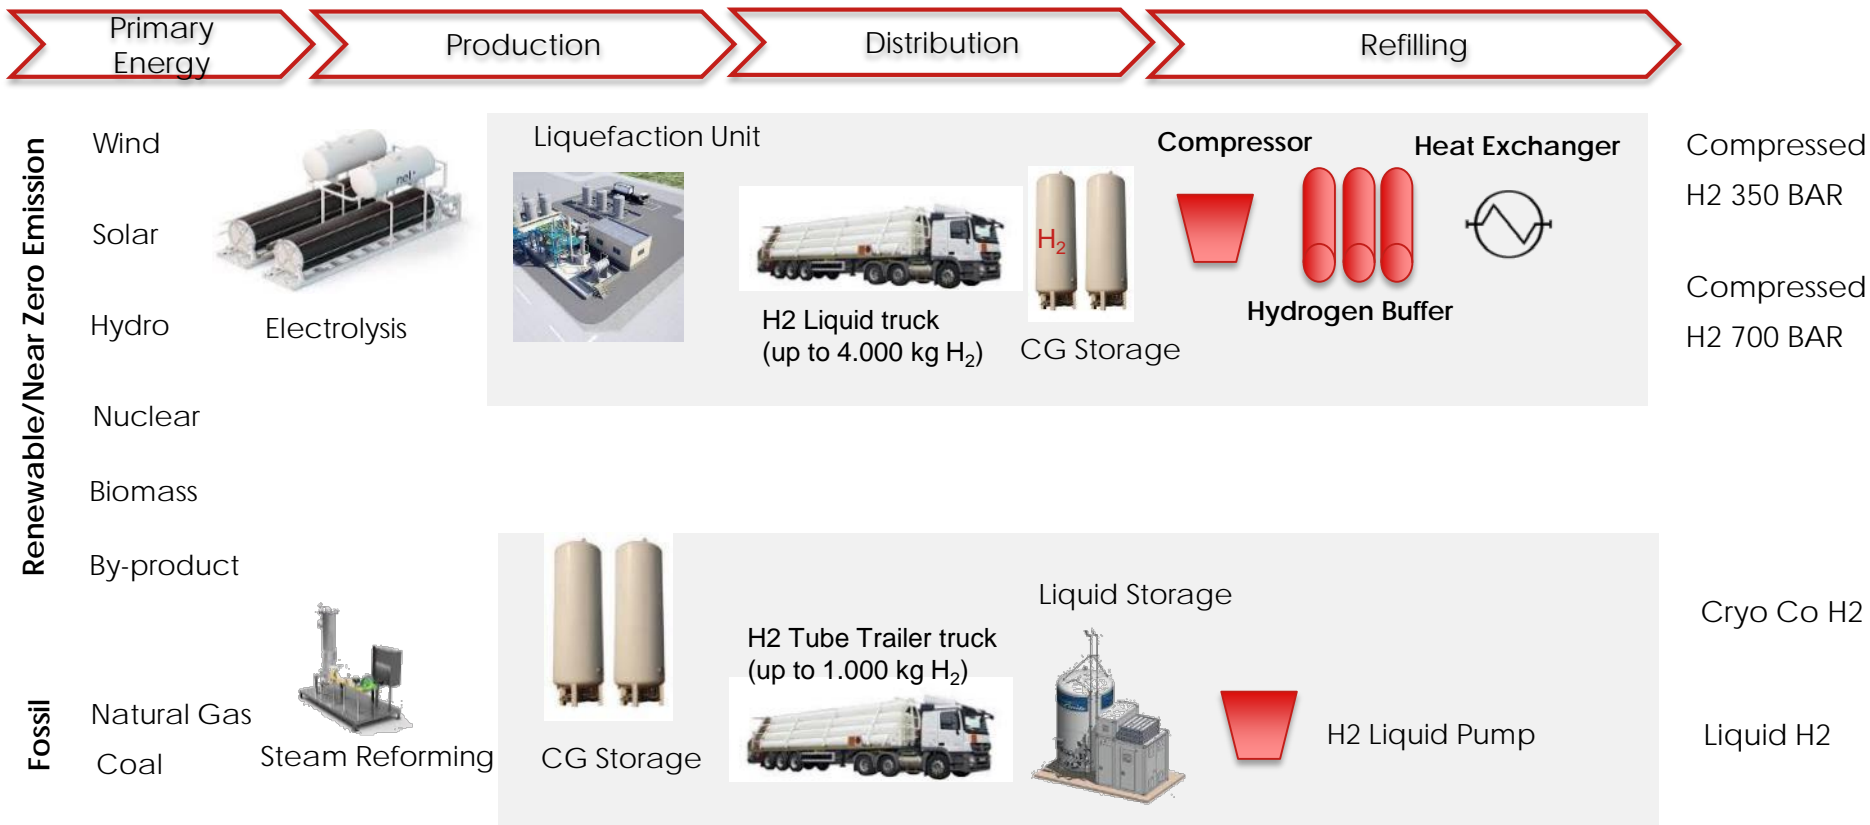 Primary
Energy
Production
Distribution
Refilling
Renewable/Near Zero Emission
Wind
Solar
Hydro
Nuclear
Biomass
By-product
Fossil
Natural Gas
Coal
nel
Electrolysis
Steam Reforming
Liquefaction Unit
H2 Liquid truck
(up to 4.000 kg H₂)
H₂
CG Storage
Compressor
Hydrogen Buffer
Heat Exchanger
Compressed
H2 350 BAR
Compressed
H2 700 BAR
CG Storage
H2 Tube Trailer truck
(up to 1.000 kg H₂)
Liquid Storage
H2 Liquid Pump
Cryo Co H2
Liquid H2